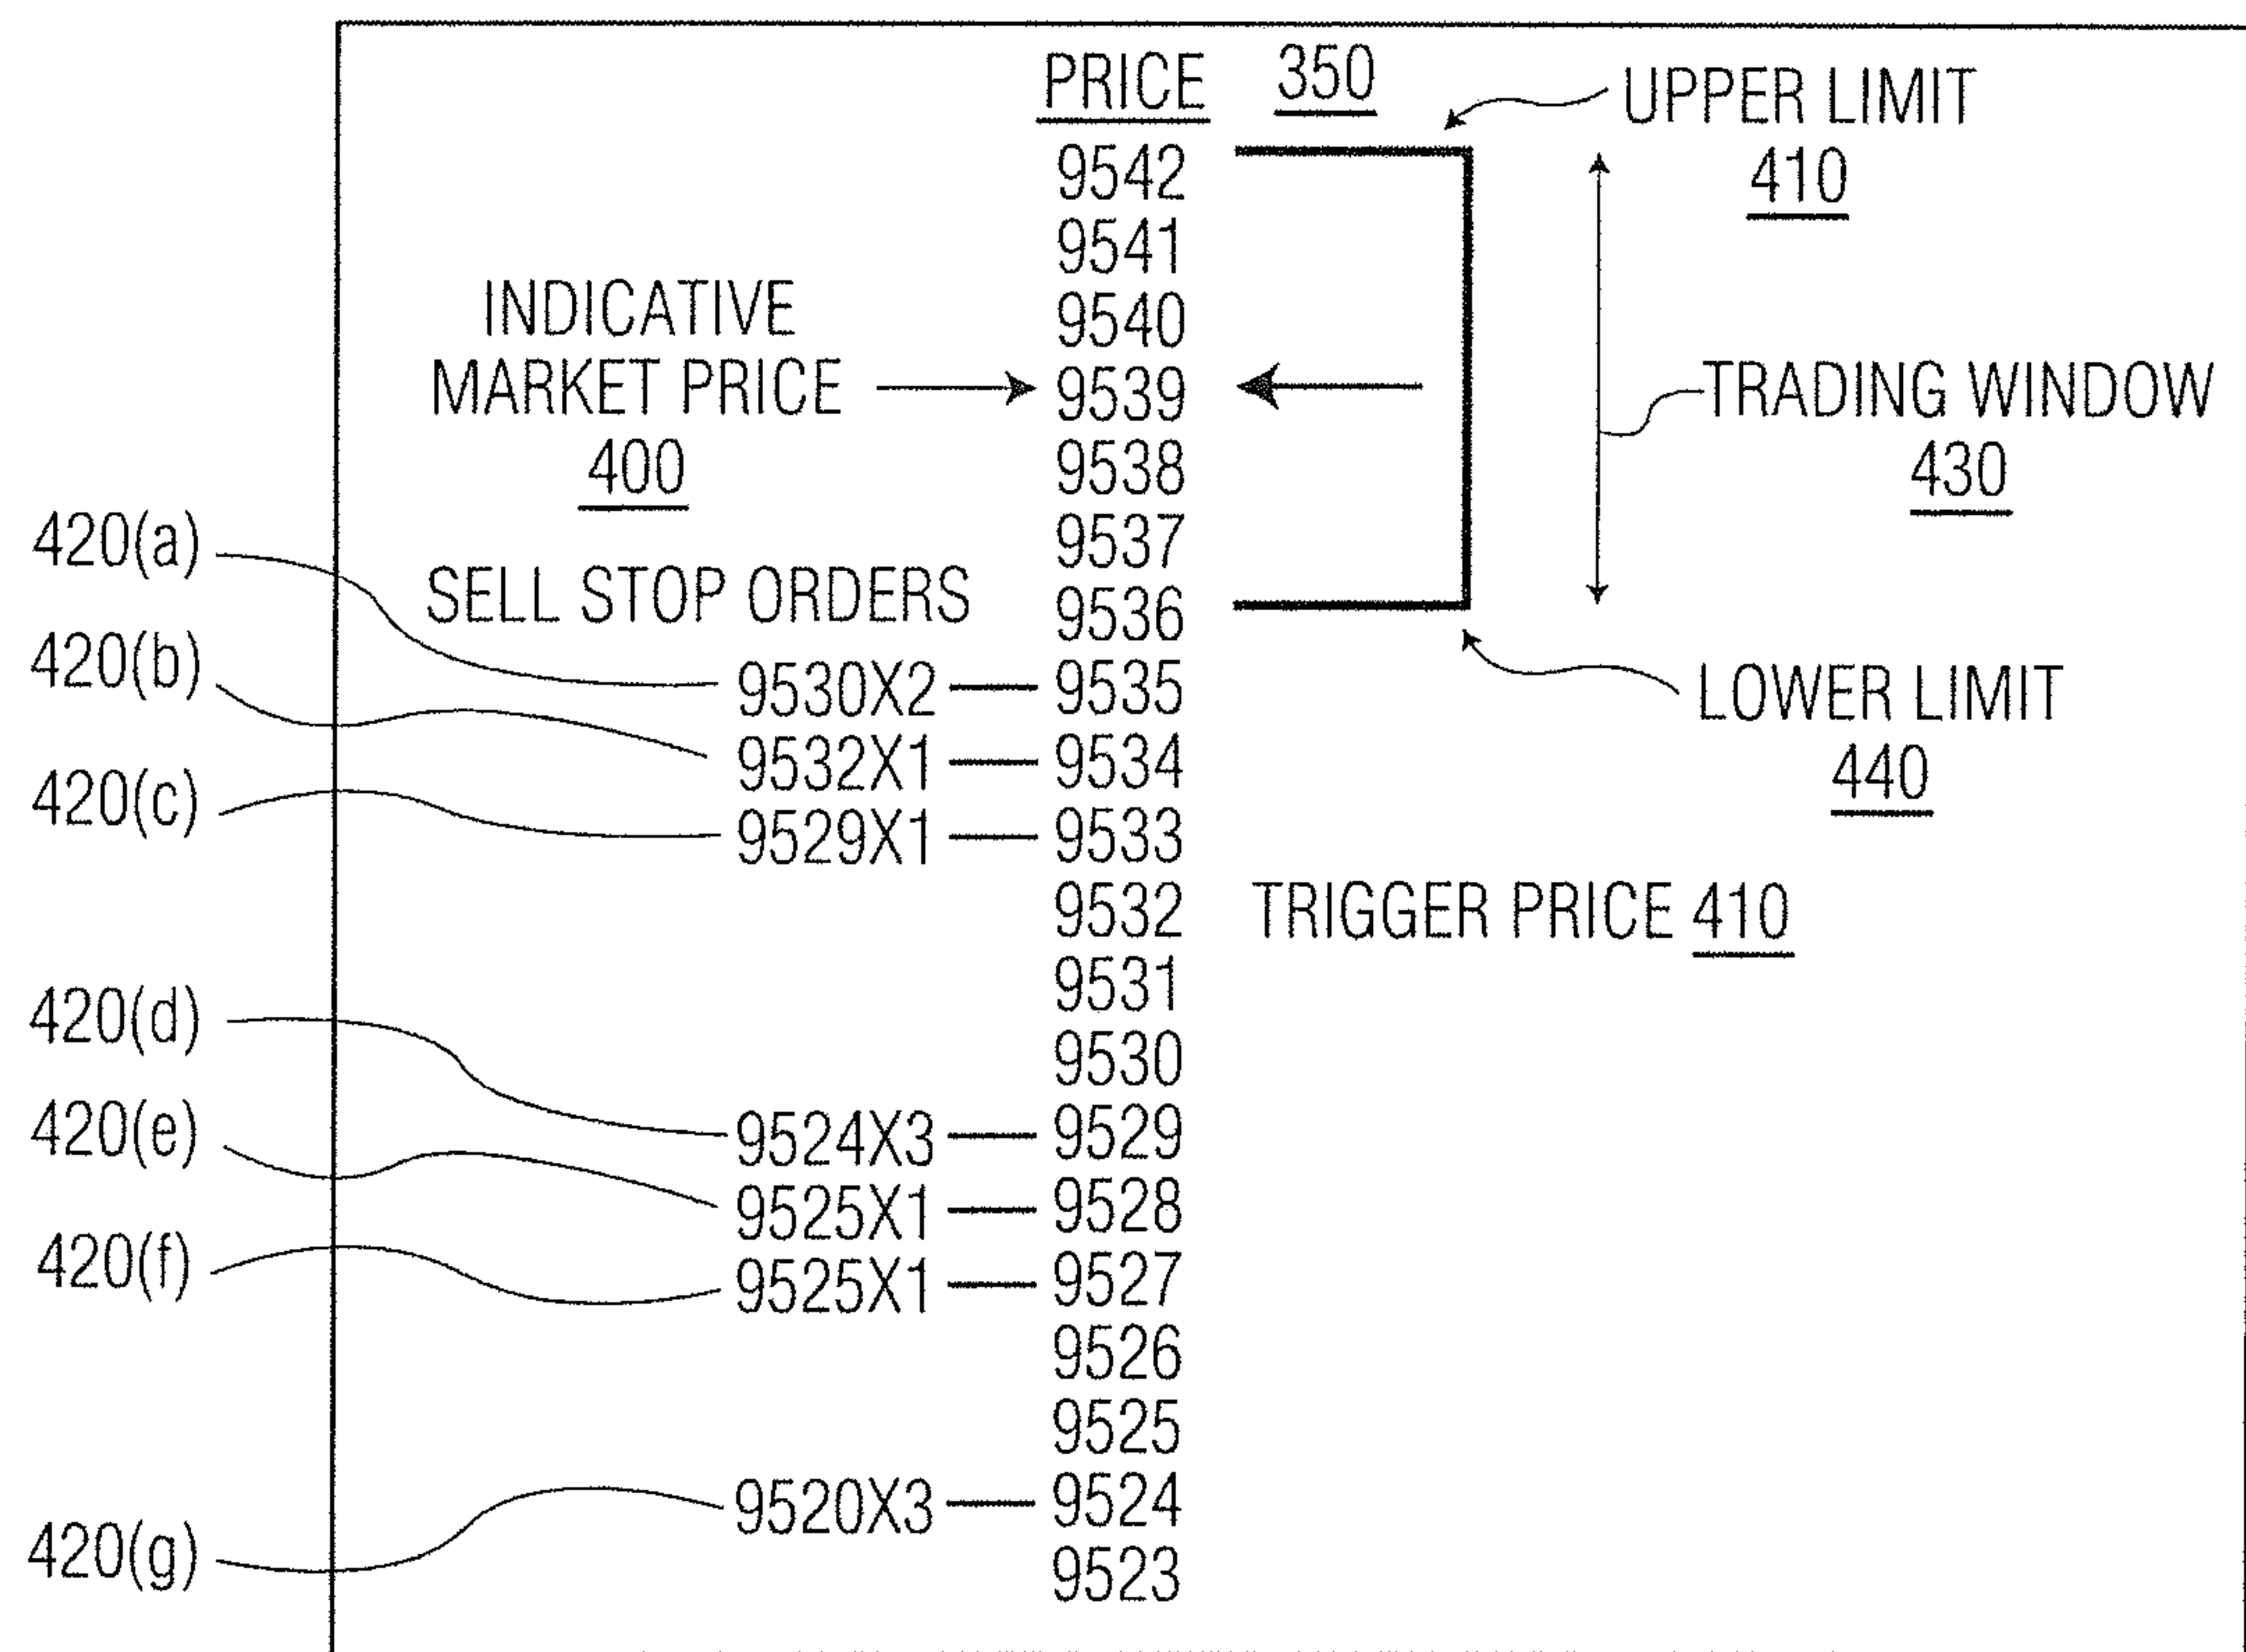 PRICE 350
UPPER LIMIT
410
9542
9541
INDICATIVE
MARKET PRICE
400
9540
9539
TRADING WINDOW
430
9538
420(a)
9537
SELL STOP ORDERS
9536
420(b)
9530X2 9535
LOWER LIMIT
440
9532X1 9534
420(c)
9529X1 9533
9532
TRIGGER PRICE 410
9531
420(d)
9530
420(e)
9524X3 9529
9525X1 9528
420(f)
9525X1 9527
9526
9525
9520X3 9524
420(g)
9523